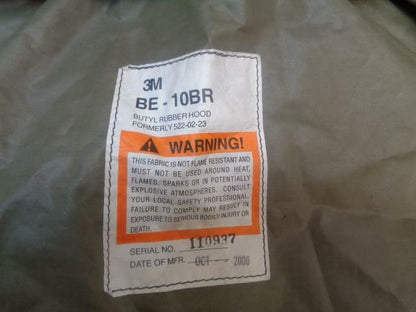 3M
BE - 10BR
BUTYL RUBBER HOOD
FORMERLY 522-02-23
WARNING!
THIS FABRIC IS NOT FLAME RESISTANT AND
MUST NOT BE USED AROUND HEAT,
FLAMES, SPARKS OR IN POTENTIALLY
EXPLOSIVE ATMOSPHERES. CONSULT
YOUR LOCAL SAFETY PROFESSIONAL.
FAILURE TO COMPLY MAY RESULT IN
EXPOSURE TO SERIOUS BODILY INJURY OR
DEATH.
SERIAL NO. 110937
DATE OF MFR. OCT 2006